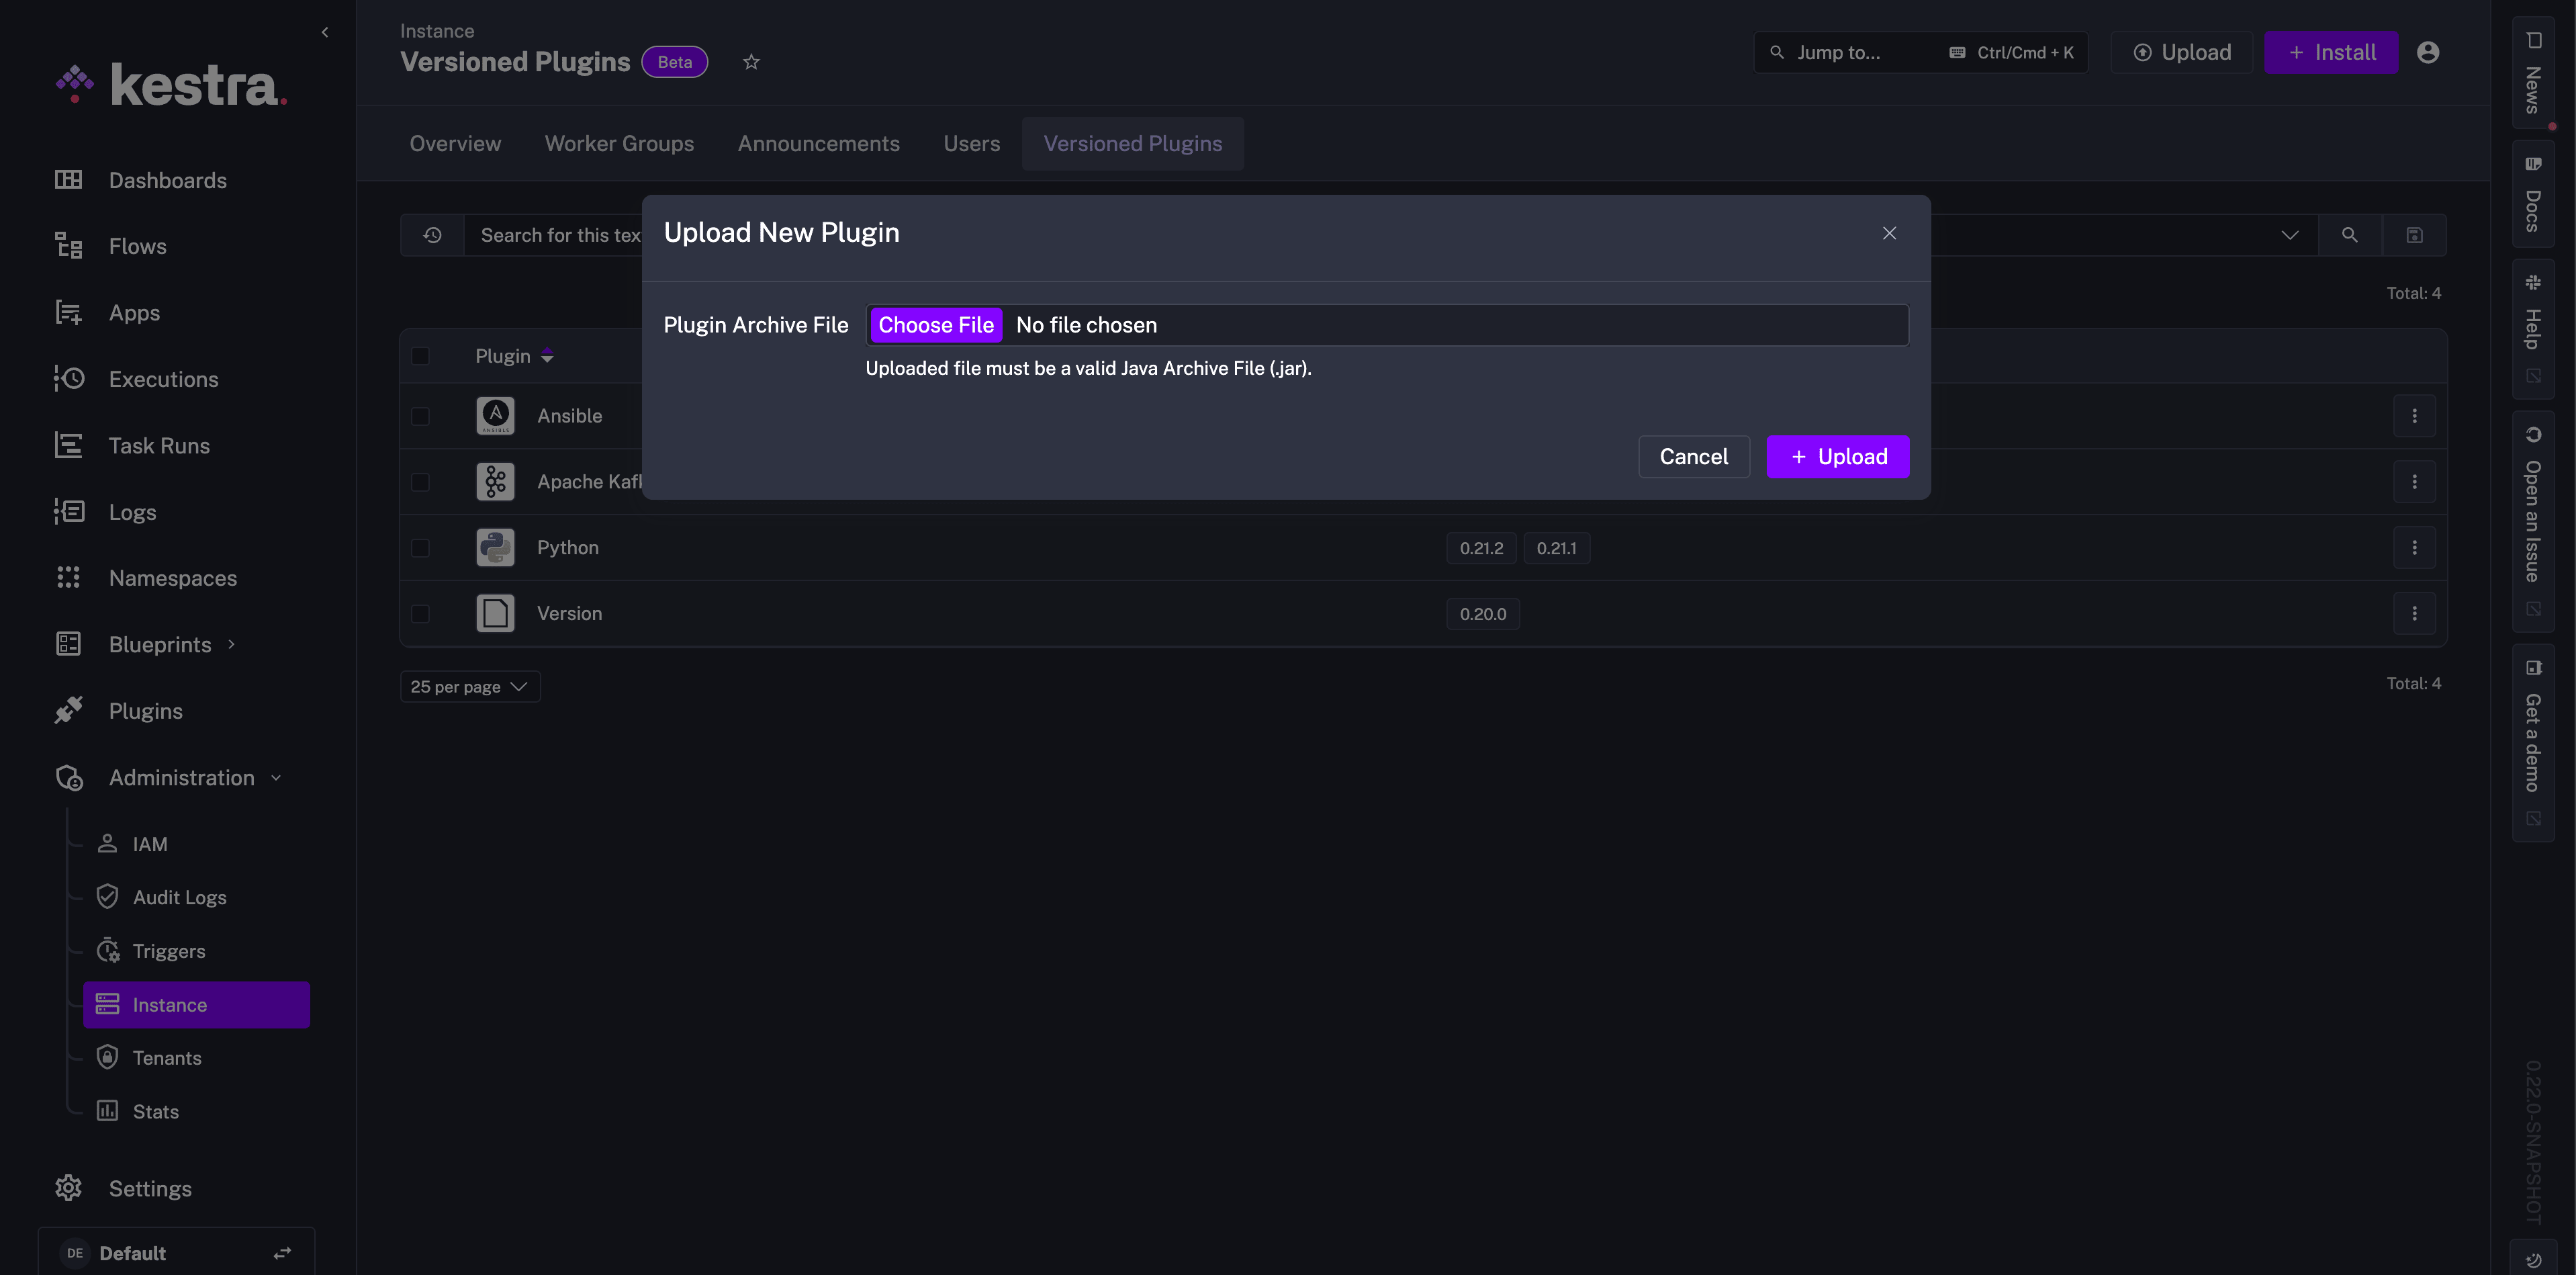 kestra.
Dashboards
Flows
Apps
Executions
Task Runs
Logs
Namespaces
Blueprints
Plugins
Administration
IAM
Audit Logs
Triggers
Instance
Tenants
Stats
Settings
DE Default
Instance
Versioned Plugins Beta
Jump to... Ctrl/Cmd + K
Upload
+ Install
Overview Worker Groups Announcements Users Versioned Plugins
Search for this tex
Total: 4
Plugin
Ansible
ANSIBLE
Apache Kaf
Python 0.21.2 0.21.1
Version 0.20.0
25 per page
Total: 4
Upload New Plugin
Plugin Archive File Choose File No file chosen
Uploaded file must be a valid Java Archive File (.jar).
Cancel + Upload
News
Docs
Help
Open an Issue
Get a demo
0.22.0-SNAPSHOT